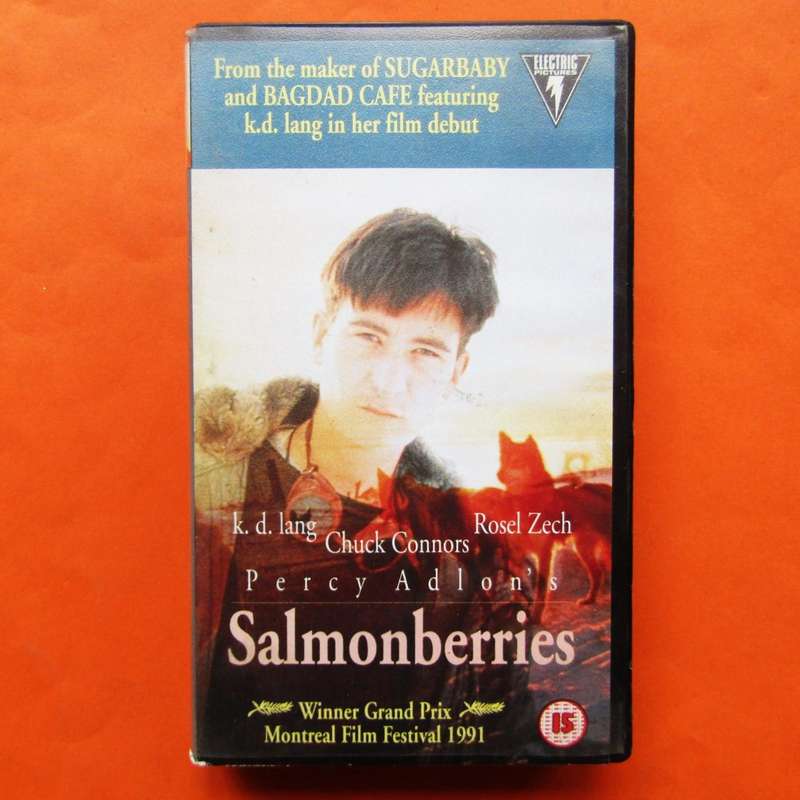 From the maker of SUGARBABY
and BAGDAD CAFE featuring
k.d. lang in her film debut
ELECTRIC
PICTURES
k. d. lang
Chuck Connors
Rosel Zech
Percy Adlon's
Salmonberries
Winner Grand Prix
Montreal Film Festival 1991
15